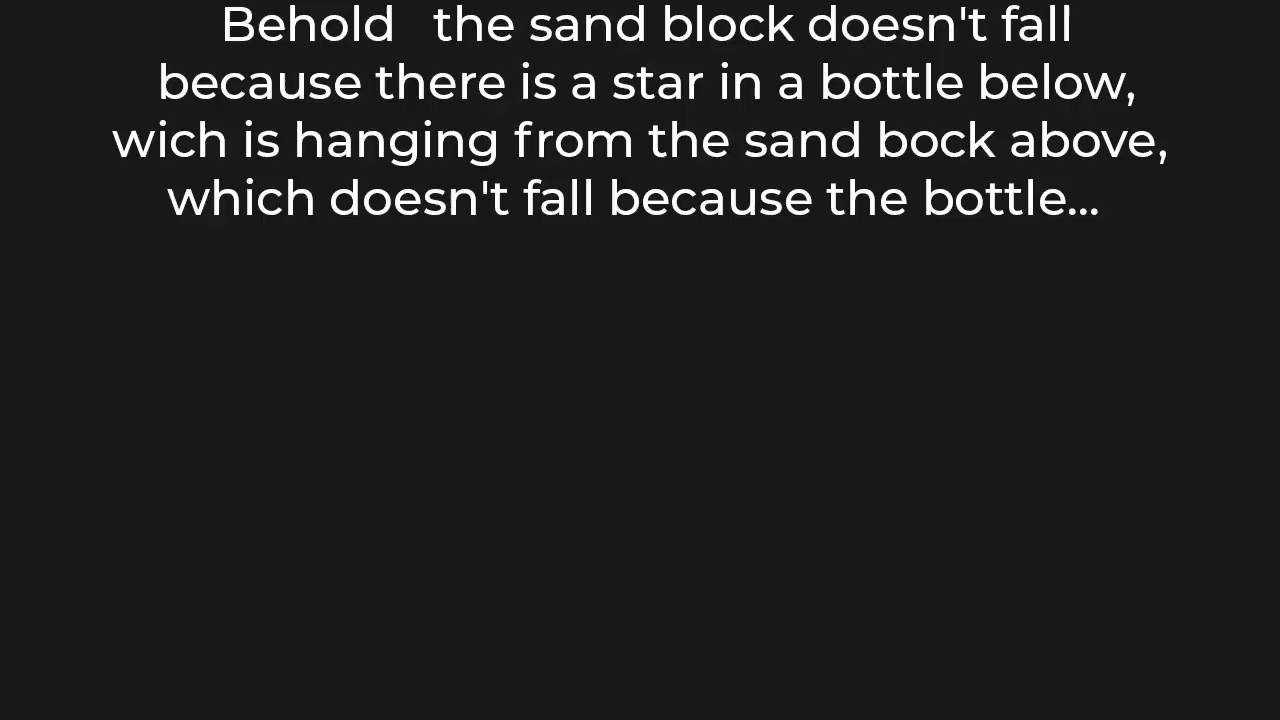 Behold   the sand block doesn't fall
because there is a star in a bottle below,
wich is hanging from the sand bock above,
which doesn't fall because the bottle...